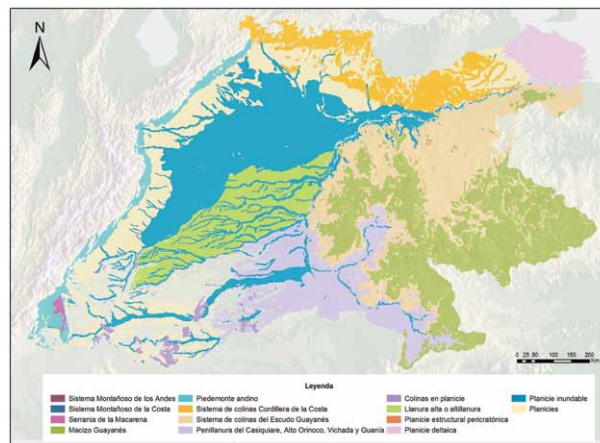 N
0 25 50 100 150 200
Km
Leyenda
Sistema Montañoso de los Andes
Sistema Montañoso de la Costa
Serranía de la Macarena
Macizo Guayanés
Piedemonte andino
Sistema de colinas Cordillera de la Costa
Sistema de colinas del Escudo Guayanés
Penillanura del Casiquiare, Alto Orinoco, Vichada y Guanía
Colinas en planicie
Llanura alta o altillanura
Planicie estructural pericratónica
Planicie deltaica
Planicie inundable
Planicies